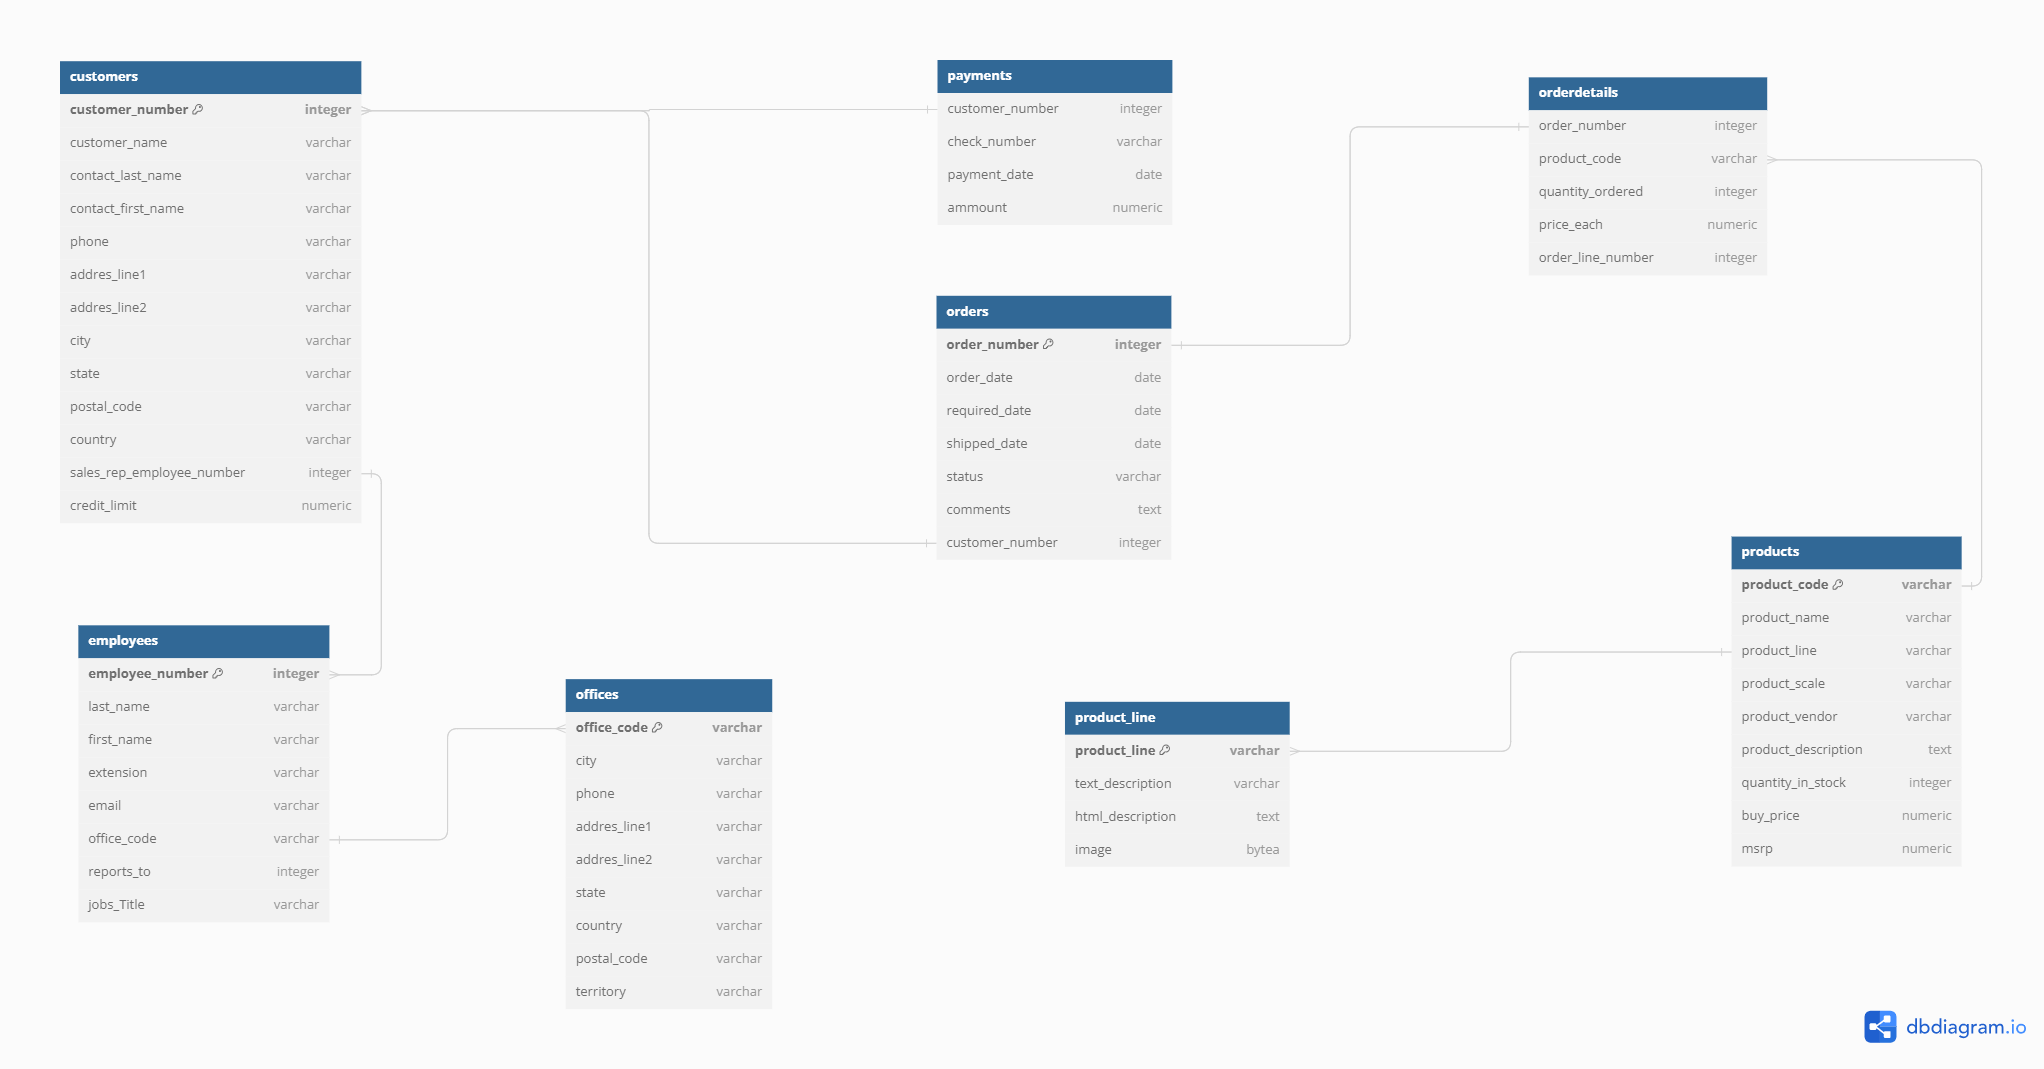 customers
customer_number integer
customer_name varchar
contact_last_name varchar
contact_first_name varchar
phone varchar
addres_line1 varchar
addres_line2 varchar
city varchar
state varchar
postal_code varchar
country varchar
sales_rep_employee_number integer
credit_limit numeric
payments
customer_number integer
check_number varchar
payment_date date
ammount numeric
orderdetails
order_number integer
product_code varchar
quantity_ordered integer
price_each numeric
order_line_number integer
orders
order_number integer
order_date date
required_date date
shipped_date date
status varchar
comments text
customer_number integer
products
product_code varchar
product_name varchar
product_line varchar
product_scale varchar
product_vendor varchar
product_description text
quantity_in_stock integer
buy_price numeric
msrp numeric
employees
employee_number integer
last_name varchar
first_name varchar
extension varchar
email varchar
office_code varchar
reports_to integer
jobs_Title varchar
offices
office_code varchar
city varchar
phone varchar
addres_line1 varchar
addres_line2 varchar
state varchar
country varchar
postal_code varchar
territory varchar
product_line
product_line varchar
text_description varchar
html_description text
image bytea
dbdiagram.io